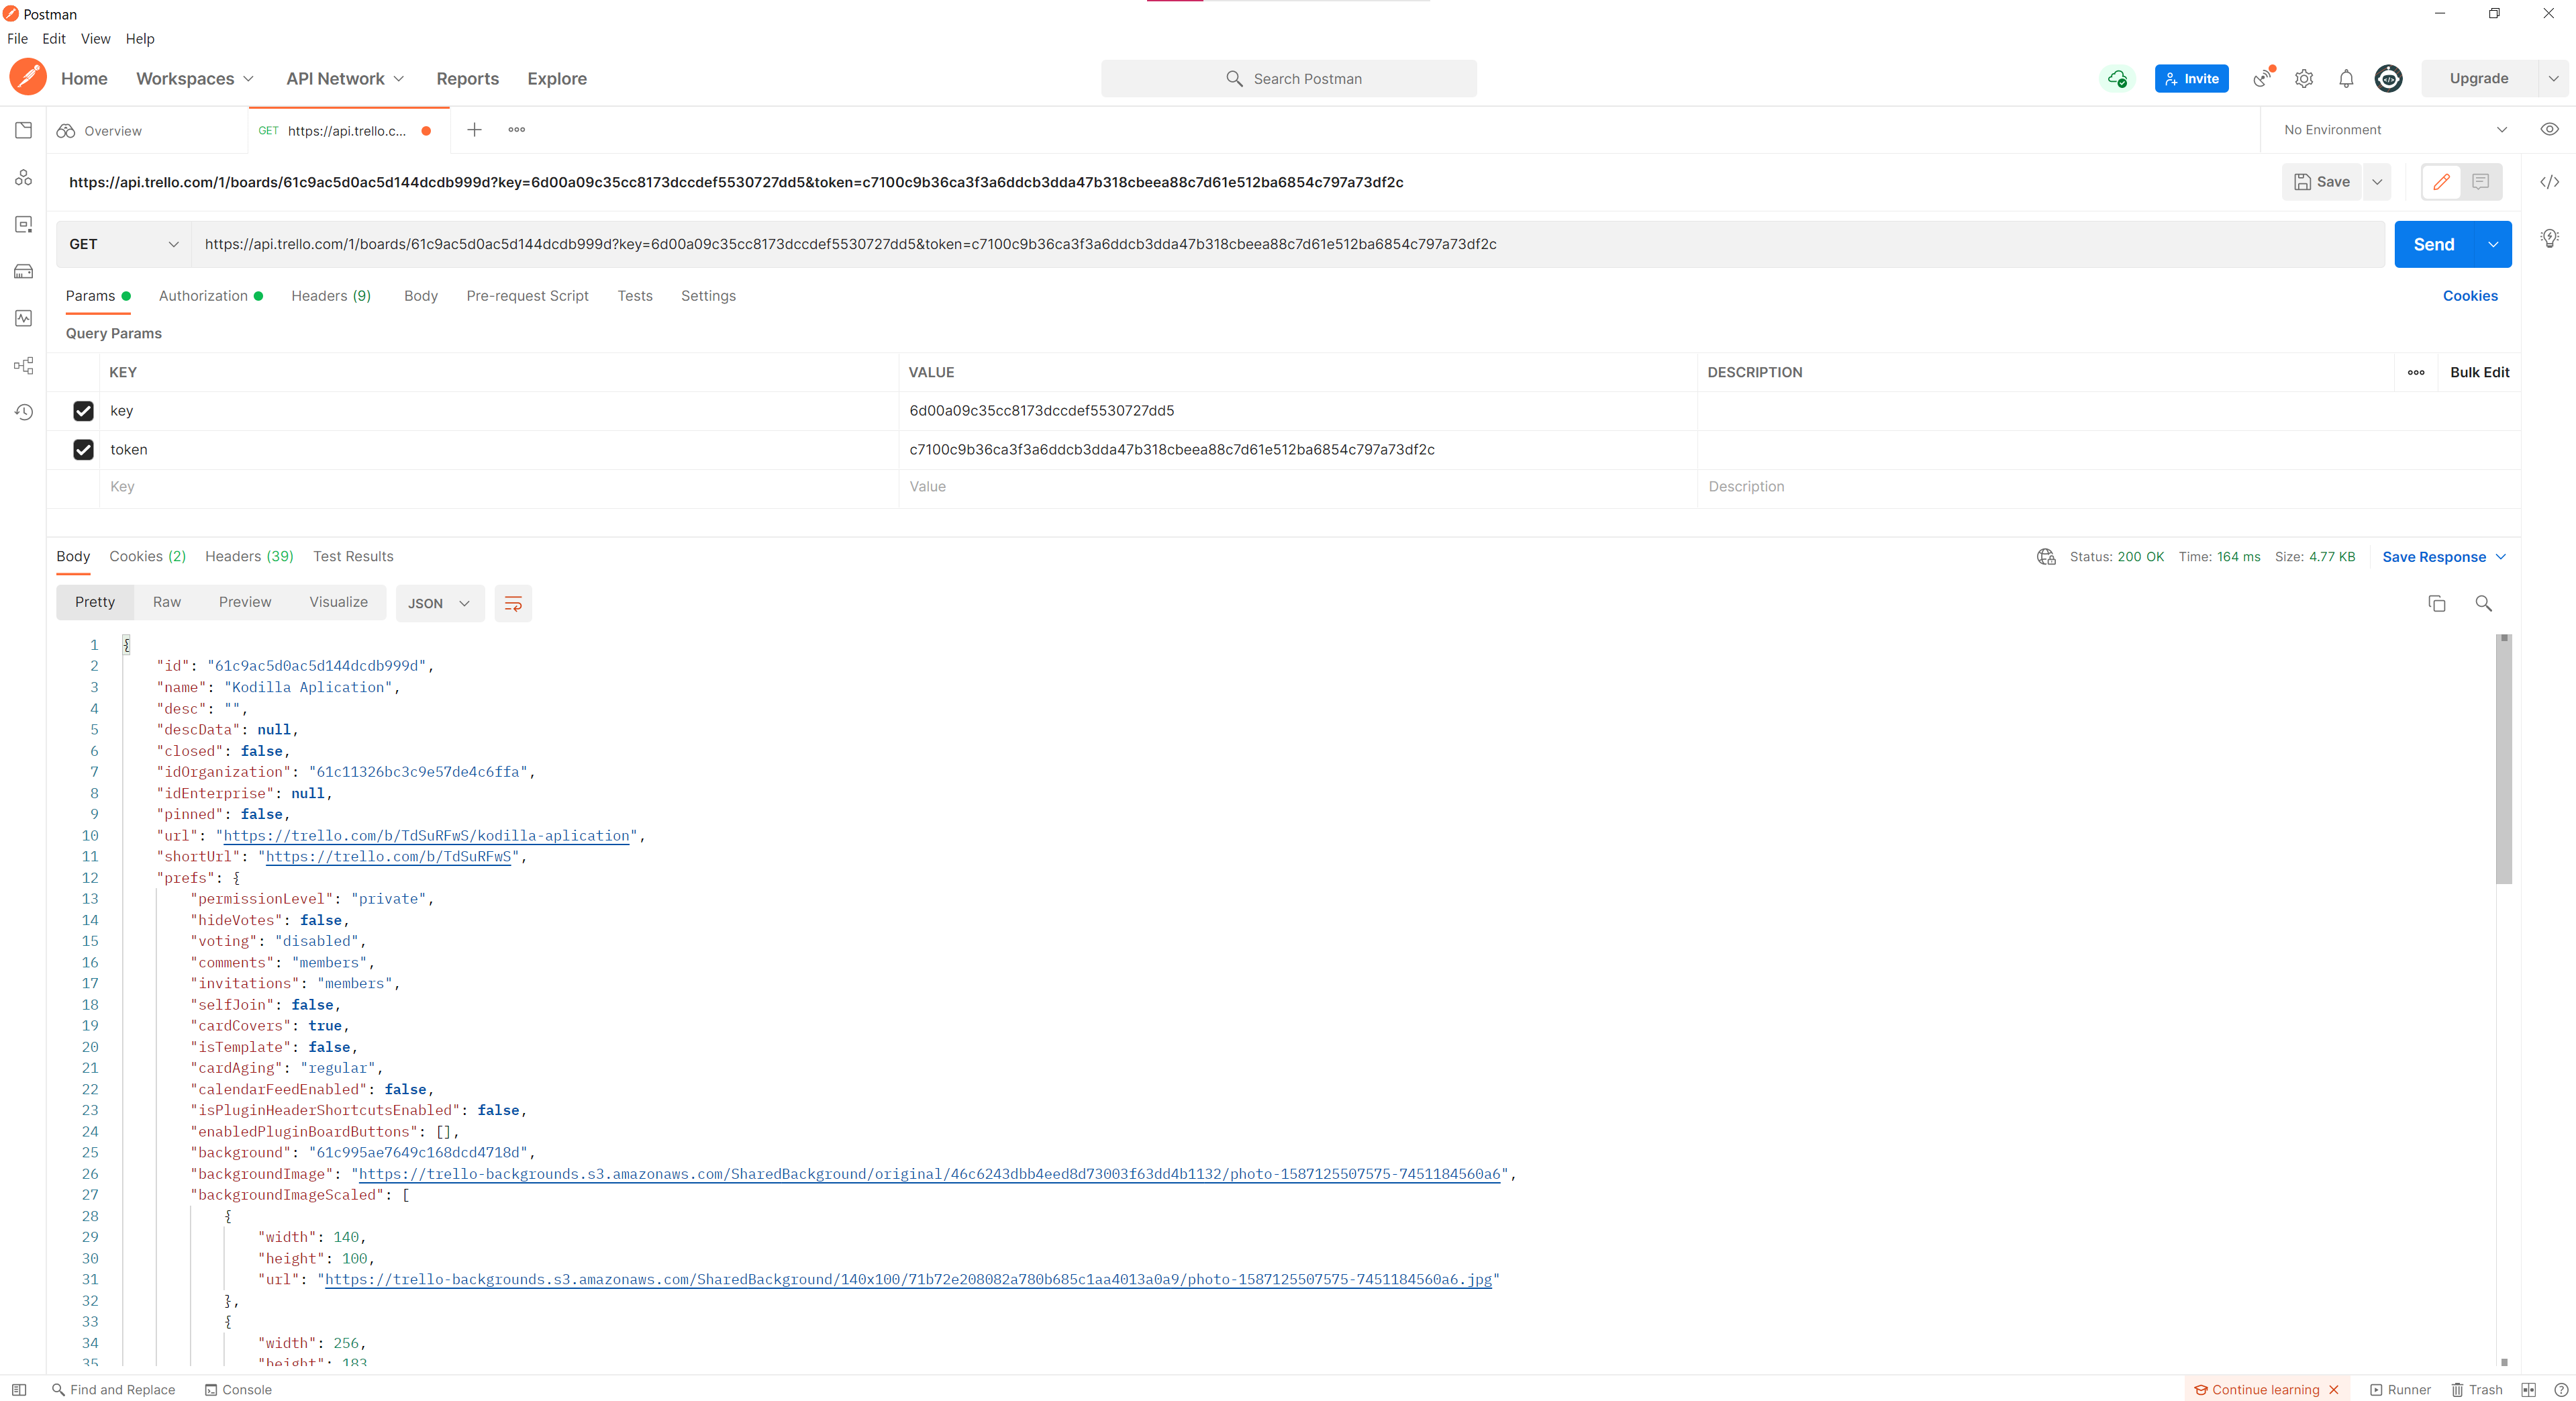 Postman
File Edit View Help
Home Workspaces API Network Reports Explore Search Postman Invite Upgrade
Overview GET https://api.trello.c... No Environment
https://api.trello.com/1/boards/61c9ac5d0ac5d144dcdb999d?key=6d00a09c35cc8173dccdef5530727dd5&token=c7100c9b36ca3f3a6ddcb3dda47b318cbeea88c7d61e512ba6854c797a73df2c Save
GET https://api.trello.com/1/boards/61c9ac5d0ac5d144dcdb999d?key=6d00a09c35cc8173dccdef5530727dd5&token=c7100c9b36ca3f3a6ddcb3dda47b318cbeea88c7d61e512ba6854c797a73df2c Send
Params Authorization Headers (9) Body Pre-request Script Tests Settings Cookies
Query Params
KEY VALUE DESCRIPTION Bulk Edit
key 6d00a09c35cc8173dccdef5530727dd5
token c7100c9b36ca3f3a6ddcb3dda47b318cbeea88c7d61e512ba6854c797a73df2c
Key Value Description
Body Cookies (2) Headers (39) Test Results Status: 200 OK Time: 164 ms Size: 4.77 KB Save Response
Pretty Raw Preview Visualize JSON
1 {
2 "id": "61c9ac5d0ac5d144dcdb999d",
3 "name": "Kodilla Aplication",
4 "desc": "",
5 "descData": null,
6 "closed": false,
7 "idOrganization": "61c11326bc3c9e57de4c6ffa",
8 "idEnterprise": null,
9 "pinned": false,
10 "url": "https://trello.com/b/TdSuRFwS/kodilla-aplication",
11 "shortUrl": "https://trello.com/b/TdSuRFwS",
12 "prefs": {
13 "permissionLevel": "private",
14 "hideVotes": false,
15 "voting": "disabled",
16 "comments": "members",
17 "invitations": "members",
18 "selfJoin": false,
19 "cardCovers": true,
20 "isTemplate": false,
21 "cardAging": "regular",
22 "calendarFeedEnabled": false,
23 "isPluginHeaderShortcutsEnabled": false,
24 "enabledPluginBoardButtons": [],
25 "background": "61c995ae7649c168dcd4718d",
26 "backgroundImage": "https://trello-backgrounds.s3.amazonaws.com/SharedBackground/original/46c6243dbb4eed8d73003f63dd4b1132/photo-1587125507575-7451184560a6",
27 "backgroundImageScaled": [
28 {
29 "width": 140,
30 "height": 100,
31 "url": "https://trello-backgrounds.s3.amazonaws.com/SharedBackground/140x100/71b72e208082a780b685c1aa4013a0a9/photo-1587125507575-7451184560a6.jpg"
32 },
33 {
34 "width": 256,
35 "height": 183
Find and Replace Console Continue learning Runner Trash